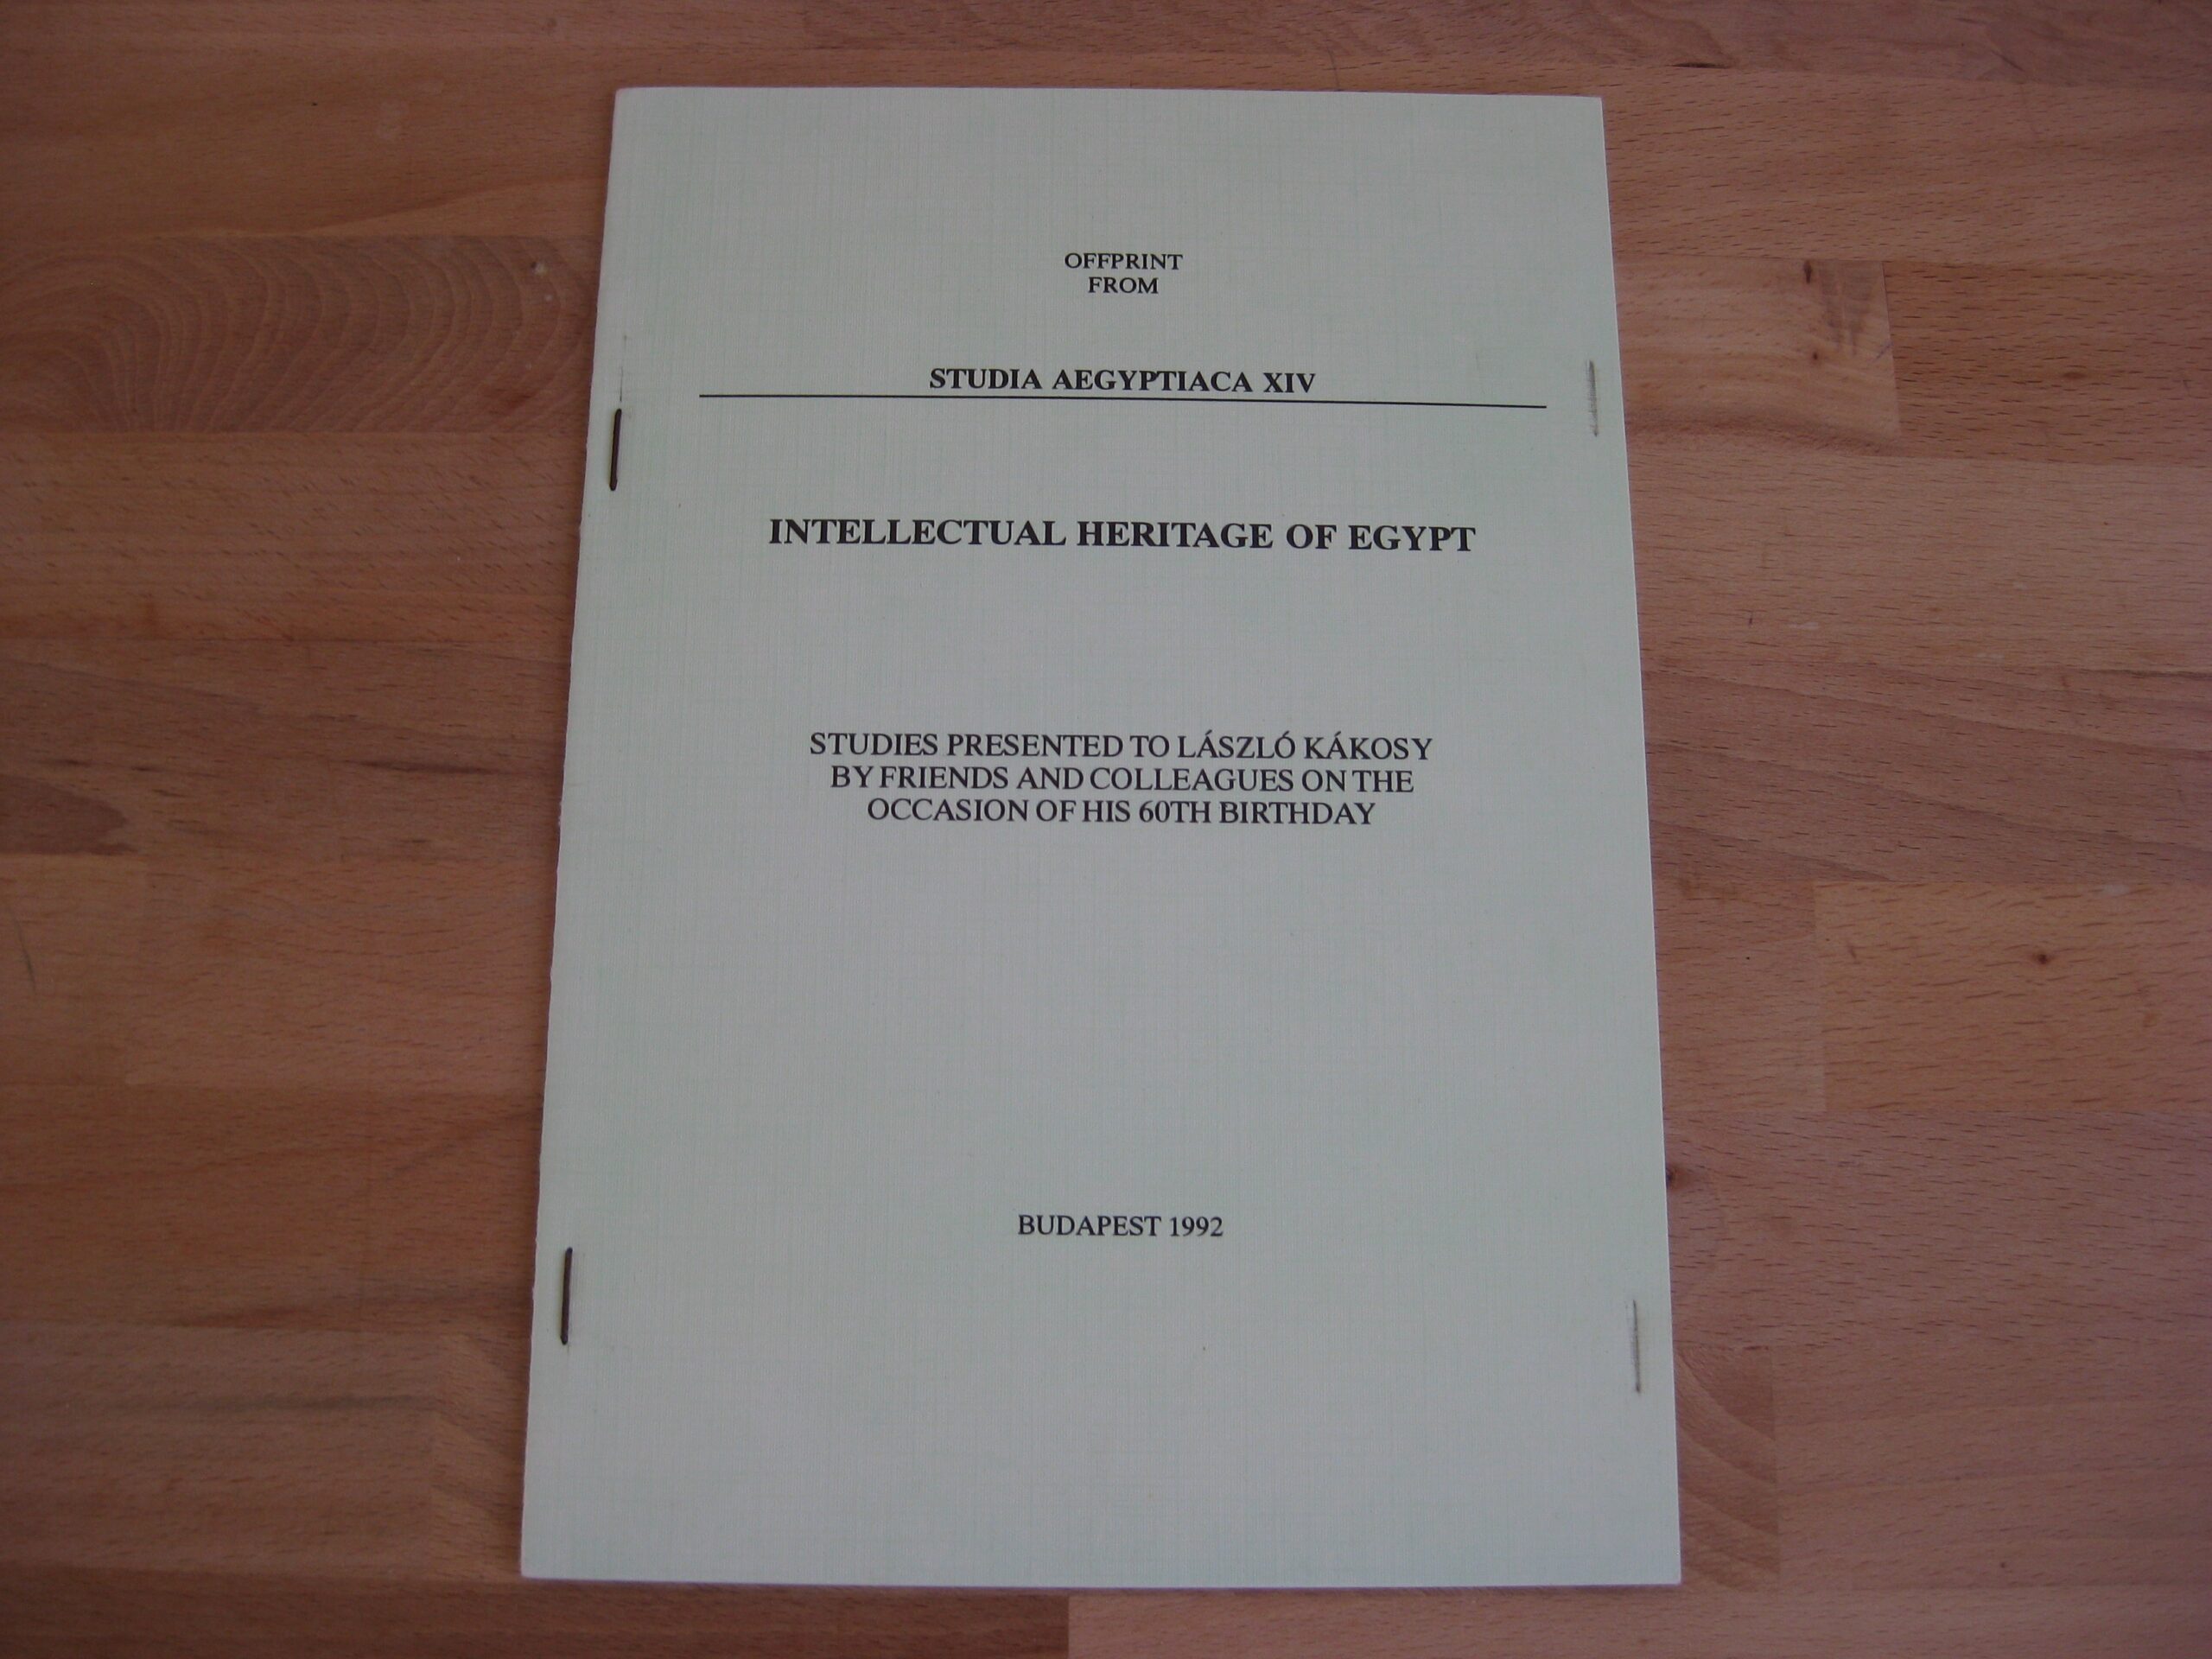 OFFPRINT
FROM
STUDIA AEGYPTIACA XIV
INTELLECTUAL HERITAGE OF EGYPT
STUDIES PRESENTED TO LÁSZLÓ KÁKOSY
BY FRIENDS AND COLLEAGUES ON THE
OCCASION OF HIS 60TH BIRTHDAY
BUDAPEST 1992